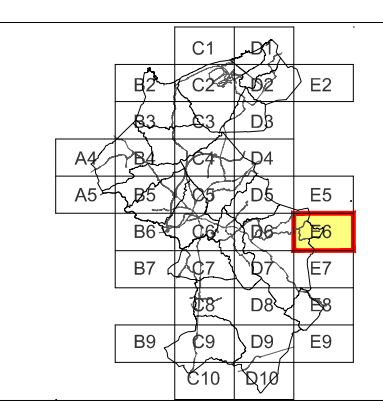 C1 D1
B2 C2 D2 E2
B3 C3 D3
A4 B4 C4 D4
A5 B5 C5 D5 E5
B6 C6 D6 E6
B7 C7 D7 E7
C8 D8 E8
B9 C9 D9 E9
C10 D10